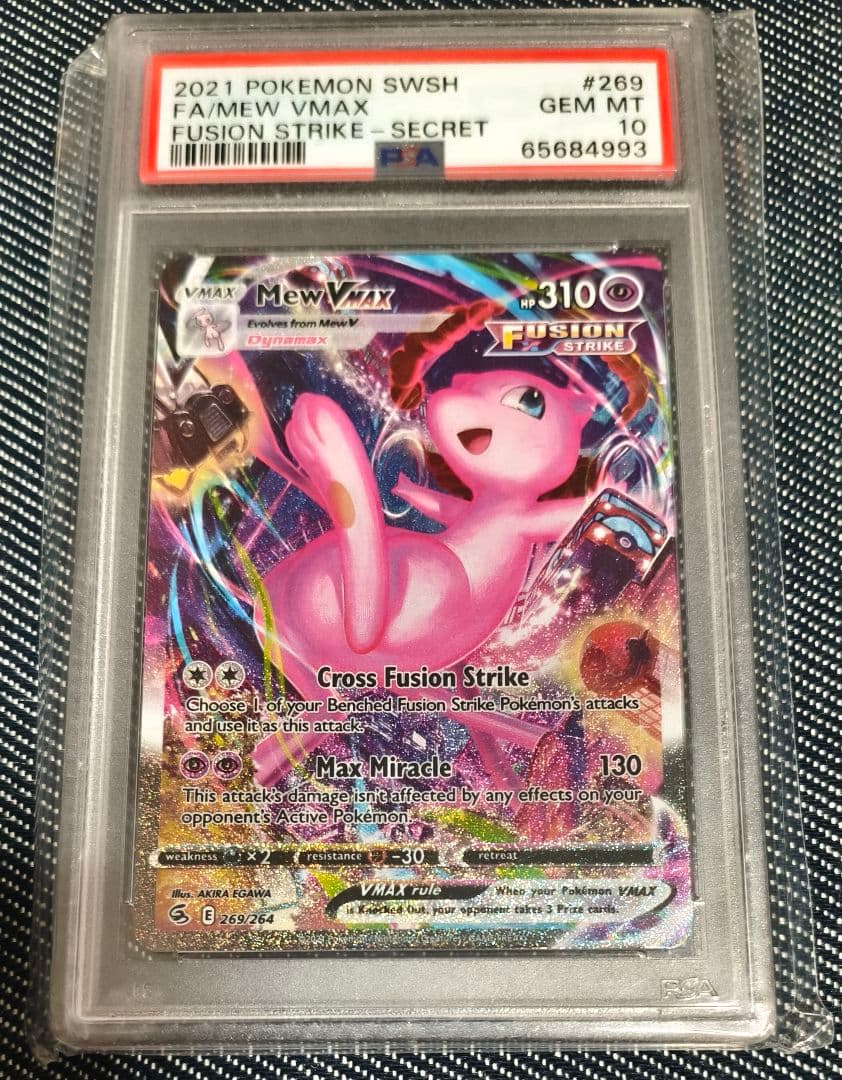 2021 POKEMON SWSH #269
FA/MEW VMAX GEM MT
FUSION STRIKE-SECRET 10
PSA 65684993
VMAX Mew VMAX HP 310
Evolves from Mew V
Dynamax
FUSION
STRIKE
Cross Fusion Strike
Choose 1 of your Benched Fusion Strike Pokémon's attacks
and use it as this attack.
Max Miracle 130
This attack's damage isn't affected by any effects on your
opponent's Active Pokémon.
weakness ×2 resistance -30 retreat
Illus. AKIRA EGAWA
VMAX rule When your Pokémon VMAX
is Knocked Out, your opponent takes 3 Prize cards.
E 269/264
PSA